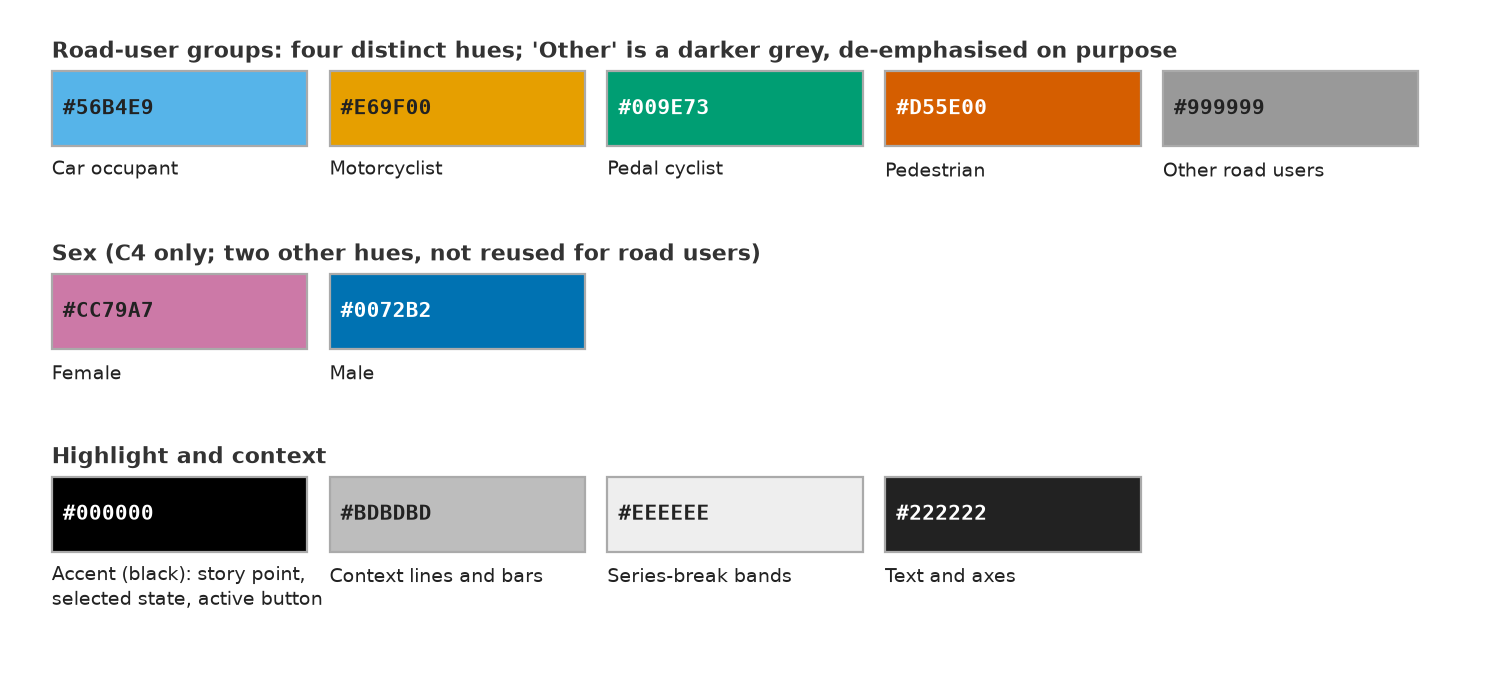 Road-user groups: four distinct hues; 'Other' is a darker grey, de-emphasised on purpose
#56B4E9 #E69F00 #009E73 #D55E00 #999999
Car occupant Motorcyclist Pedal cyclist Pedestrian Other road users
Sex (C4 only; two other hues, not reused for road users)
#CC79A7 #0072B2
Female Male
Highlight and context
#000000 #BDBDBD #EEEEEE #222222
Accent (black): story point, Context lines and bars Series-break bands Text and axes
selected state, active button